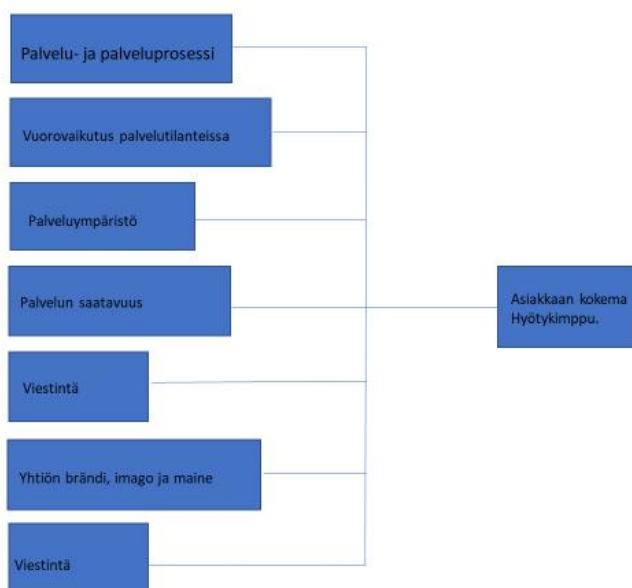 Palvelu- ja palveluprosessi
Vuorovaikutus palvelutilanteissa
Palveluympäristö
Palvelun saatavuus
Asiakkaan kokema
Hyötykimppu.
Viestintä
Yhtiön brändi, imago ja maine
Viestintä